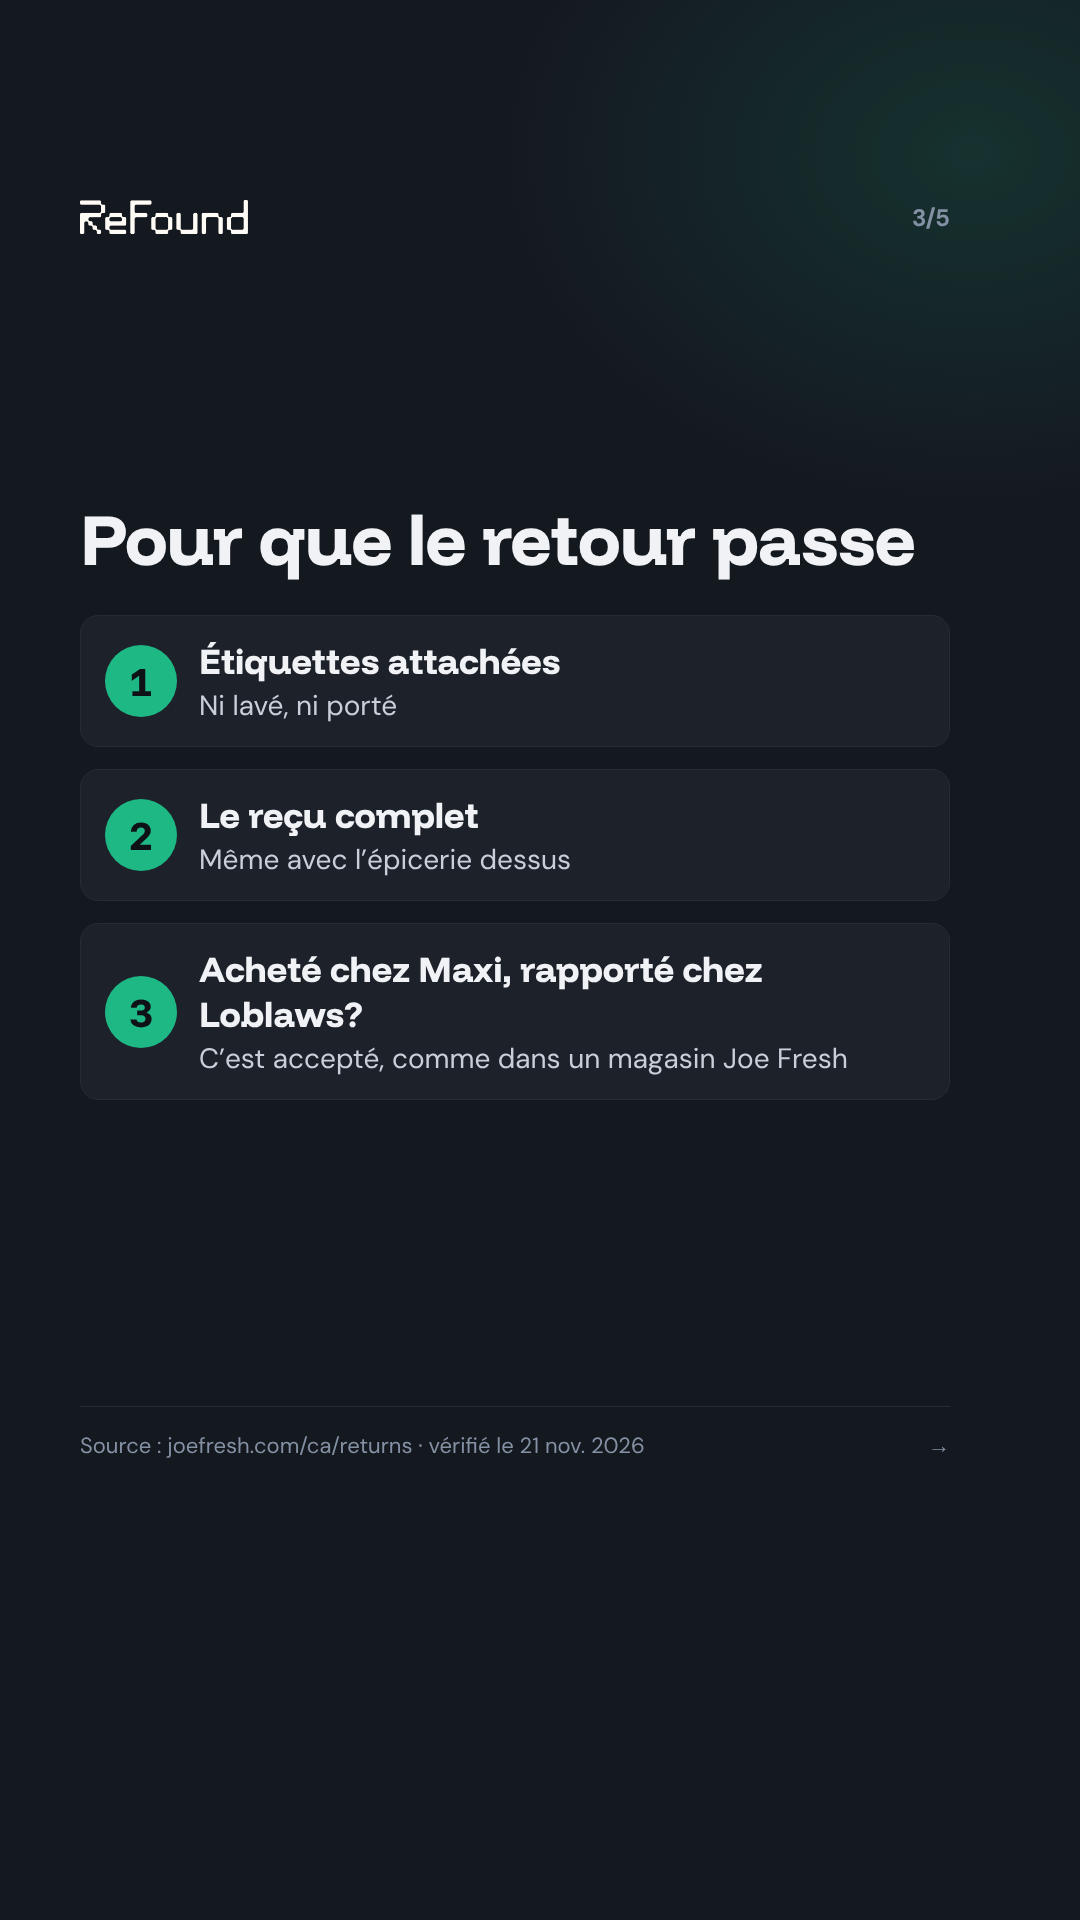 ReFound
3/5
Pour que le retour passe
1
Étiquettes attachées
Ni lavé, ni porté
2
Le reçu complet
Même avec l’épicerie dessus
3
Acheté chez Maxi, rapporté chez
Loblaws?
C’est accepté, comme dans un magasin Joe Fresh
Source : joefresh.com/ca/returns · vérifié le 21 nov. 2026 →